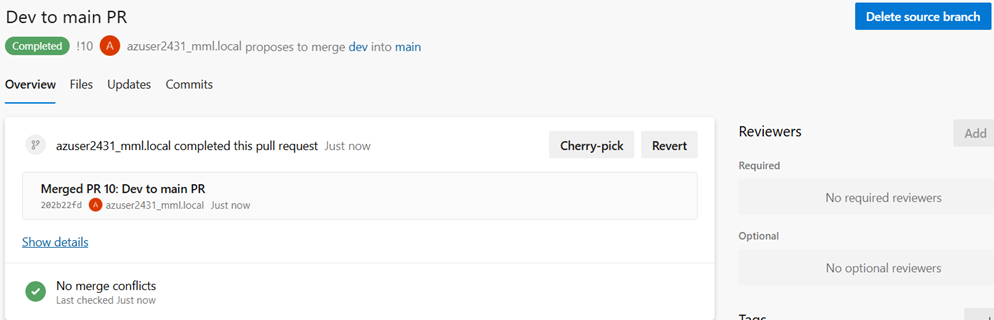 Dev to main PR
Delete source branch
Completed !10 A azuser2431_mml.local proposes to merge dev into main
Overview Files Updates Commits
azuser2431_mml.local completed this pull request Just now
Cherry-pick Revert
Merged PR 10: Dev to main PR
202b22fd A azuser2431_mml.local Just now
Show details
No merge conflicts
Last checked Just now
Reviewers Add
Required
No required reviewers
Optional
No optional reviewers
Tags